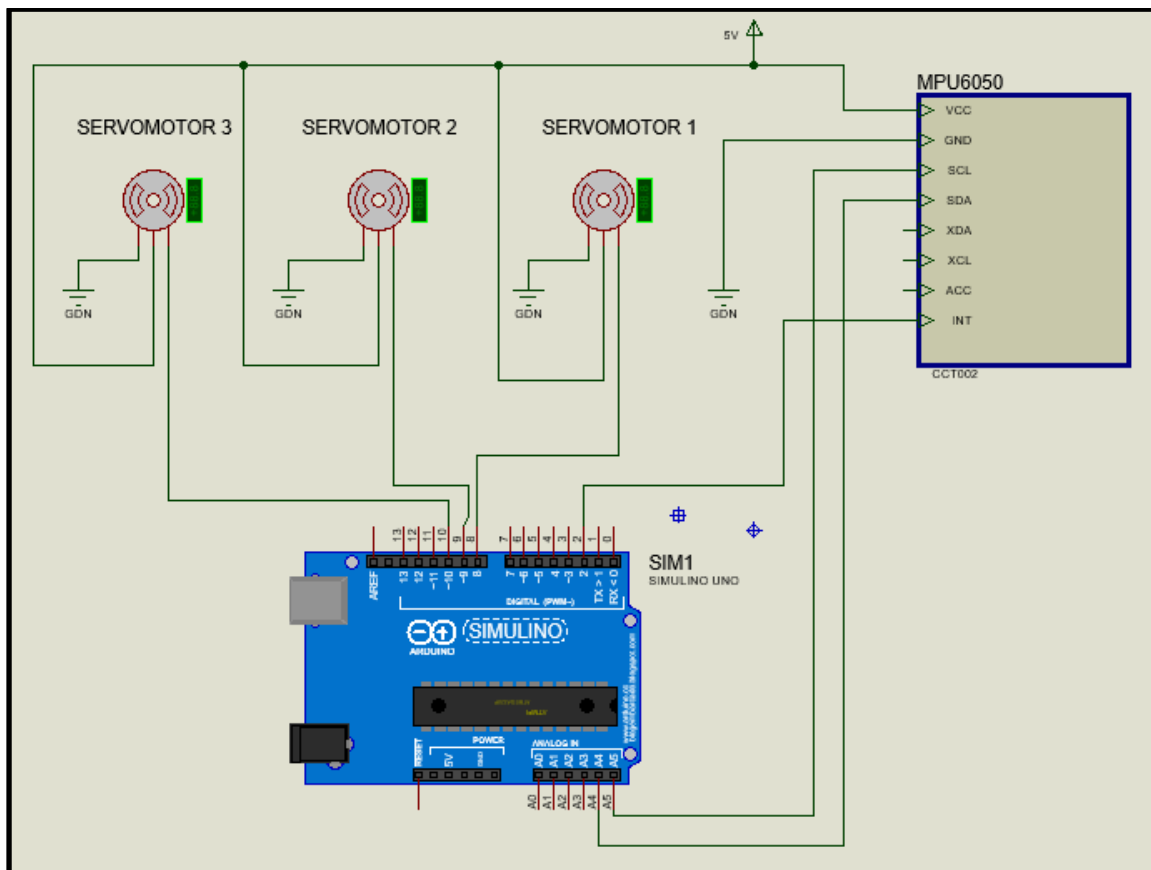 5V
MPU6050
SERVOMOTOR 3
SERVOMOTOR 2
SERVOMOTOR 1
VCC
GND
SCL
SDA
XDA
XCL
ACC
INT
GDN
GDN
GDN
GDN
CCT002
13
12
11
10
9
8
7
6
5
4
3
2
1
0
SIM1
SIMULINO UNO
AREF
13
12
~11
~10
~9
8
7
~6
~5
4
~3
2
TX > 1
RX < 0
DIGITAL (PWM~)
SIMULINO
ARDUINO
RESET
5V
POWER
ANALOG IN
A0
A1
A2
A3
A4
A5
A0
A1
A2
A3
A4
A5